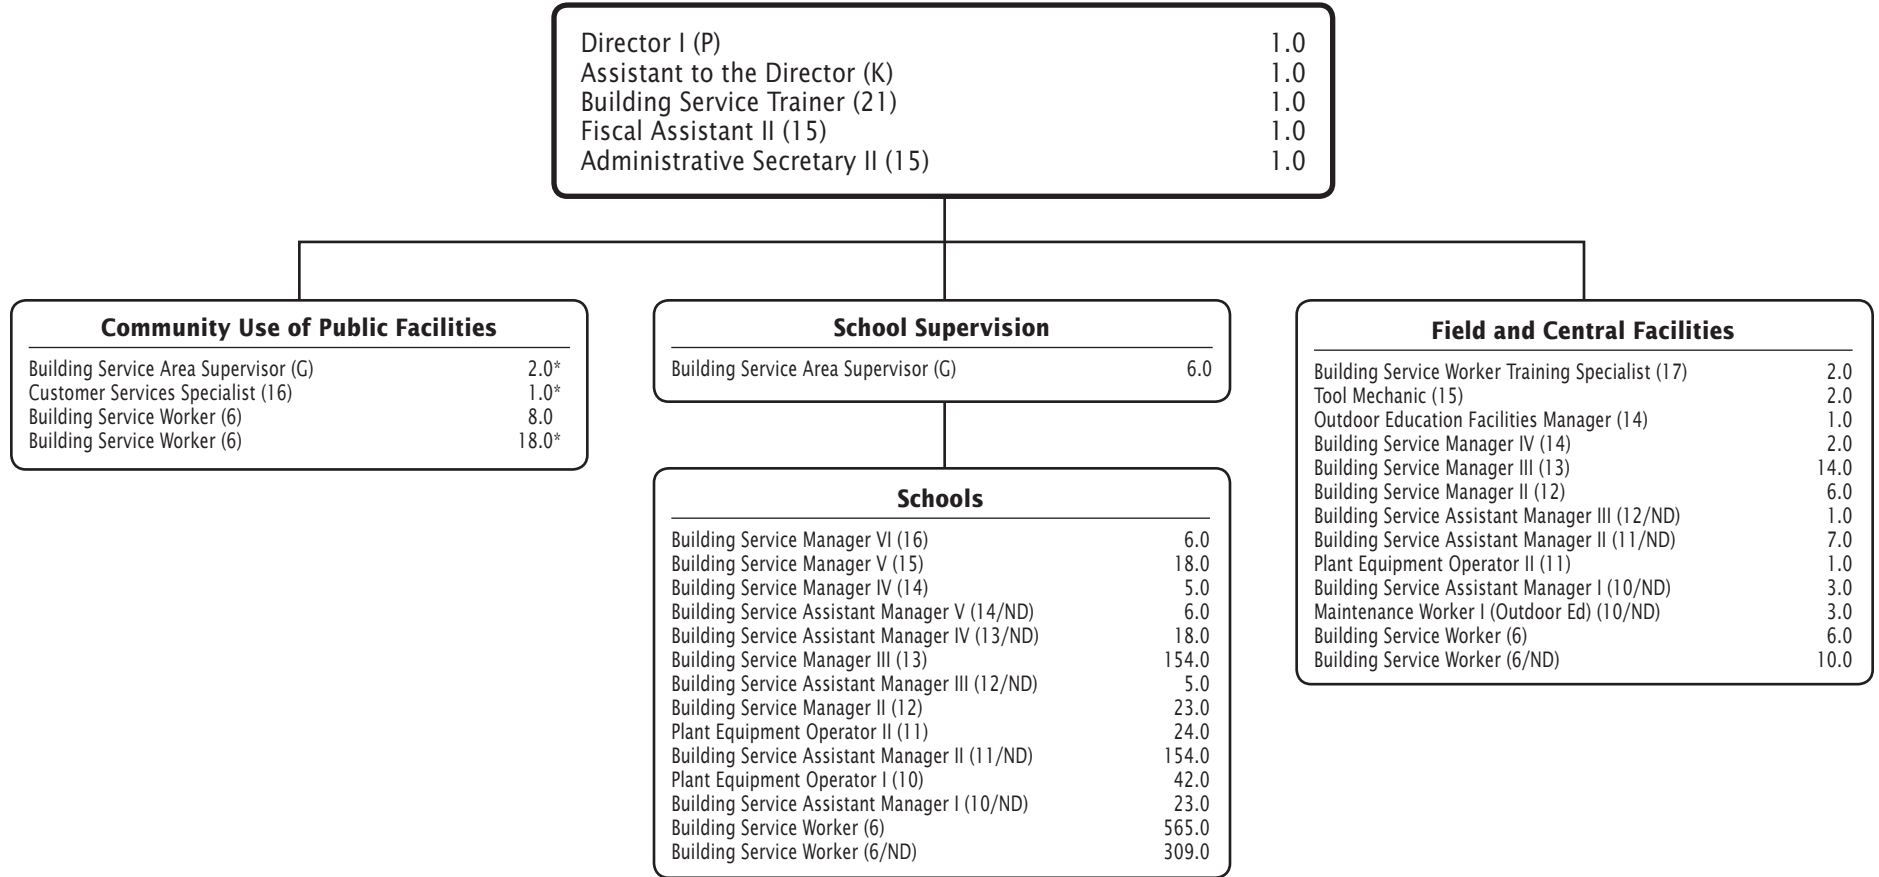 Director I (P) 1.0
Assistant to the Director (K) 1.0
Building Service Trainer (21) 1.0
Fiscal Assistant II (15) 1.0
Administrative Secretary II (15) 1.0
Community Use of Public Facilities
Building Service Area Supervisor (G) 2.0*
Customer Services Specialist (16) 1.0*
Building Service Worker (6) 8.0
Building Service Worker (6) 18.0*
School Supervision
Building Service Area Supervisor (G) 6.0
Schools
Building Service Manager VI (16) 6.0
Building Service Manager V (15) 18.0
Building Service Manager IV (14) 5.0
Building Service Assistant Manager V (14/ND) 6.0
Building Service Assistant Manager IV (13/ND) 18.0
Building Service Manager III (13) 154.0
Building Service Assistant Manager III (12/ND) 5.0
Building Service Manager II (12) 23.0
Plant Equipment Operator II (11) 24.0
Building Service Assistant Manager II (11/ND) 154.0
Plant Equipment Operator I (10) 42.0
Building Service Assistant Manager I (10/ND) 23.0
Building Service Worker (6) 565.0
Building Service Worker (6/ND) 309.0
Field and Central Facilities
Building Service Worker Training Specialist (17) 2.0
Tool Mechanic (15) 2.0
Outdoor Education Facilities Manager (14) 1.0
Building Service Manager IV (14) 2.0
Building Service Manager III (13) 14.0
Building Service Manager II (12) 6.0
Building Service Assistant Manager III (12/ND) 1.0
Building Service Assistant Manager II (11/ND) 7.0
Plant Equipment Operator II (11) 1.0
Building Service Assistant Manager I (10/ND) 3.0
Maintenance Worker I (Outdoor Ed) (10/ND) 3.0
Building Service Worker (6) 6.0
Building Service Worker (6/ND) 10.0